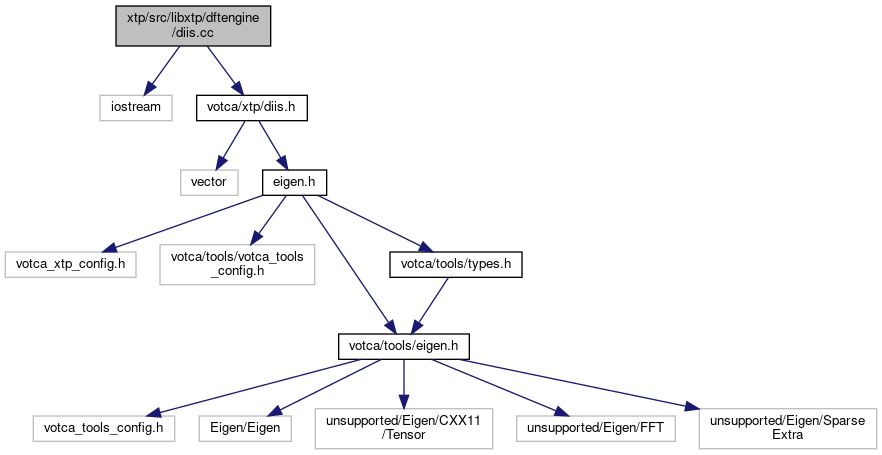 xtp/src/libxtp/dftengine
/diis.cc
iostream
votca/xtp/diis.h
vector
eigen.h
votca_xtp_config.h
votca/tools/votca_tools
_config.h
votca/tools/types.h
votca/tools/eigen.h
votca_tools_config.h
Eigen/Eigen
unsupported/Eigen/CXX11
/Tensor
unsupported/Eigen/FFT
unsupported/Eigen/Sparse
Extra